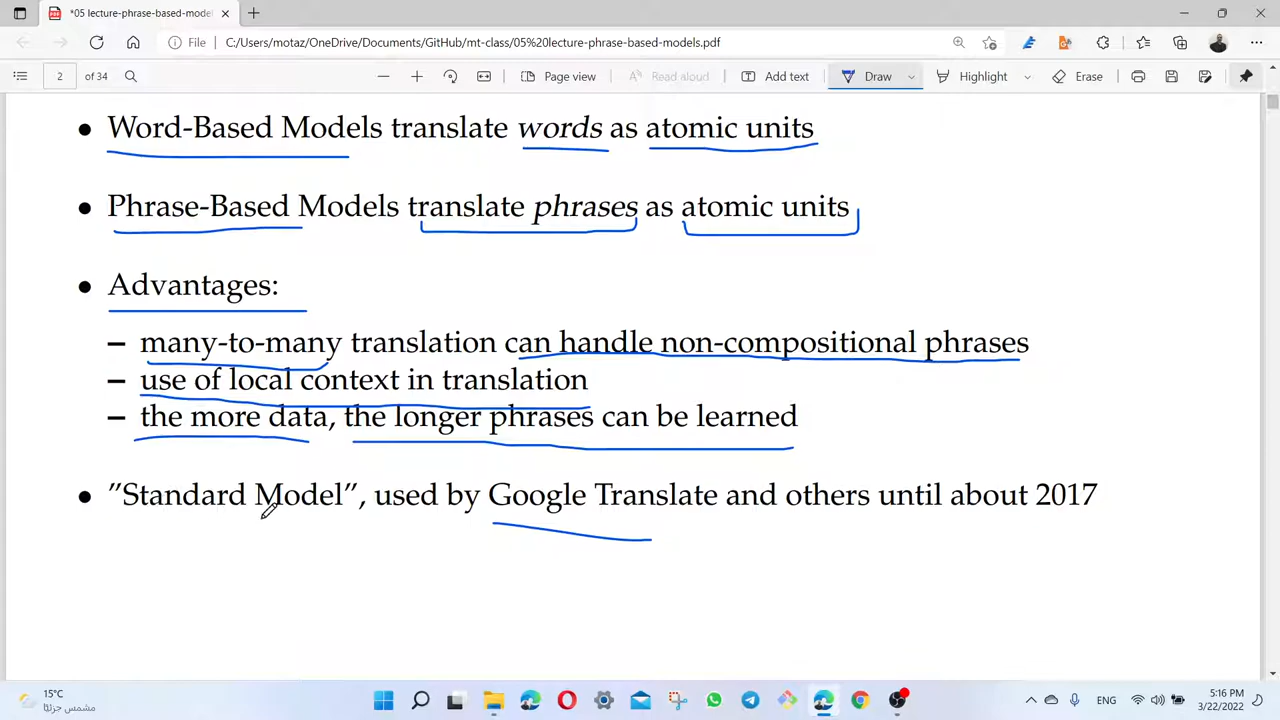 *05 lecture-phrase-based-model
File C:/Users/motaz/OneDrive/Documents/GitHub/mt-class/05%20lecture-phrase-based-models.pdf
2 of 34 Page view Read aloud Add text Draw Highlight Erase
• Word-Based Models translate words as atomic units
• Phrase-Based Models translate phrases as atomic units
• Advantages:
– many-to-many translation can handle non-compositional phrases
– use of local context in translation
– the more data, the longer phrases can be learned
• ”Standard Model”, used by Google Translate and others until about 2017
15°C
مشمس جزئيًا
ENG
5:16 PM
3/22/2022